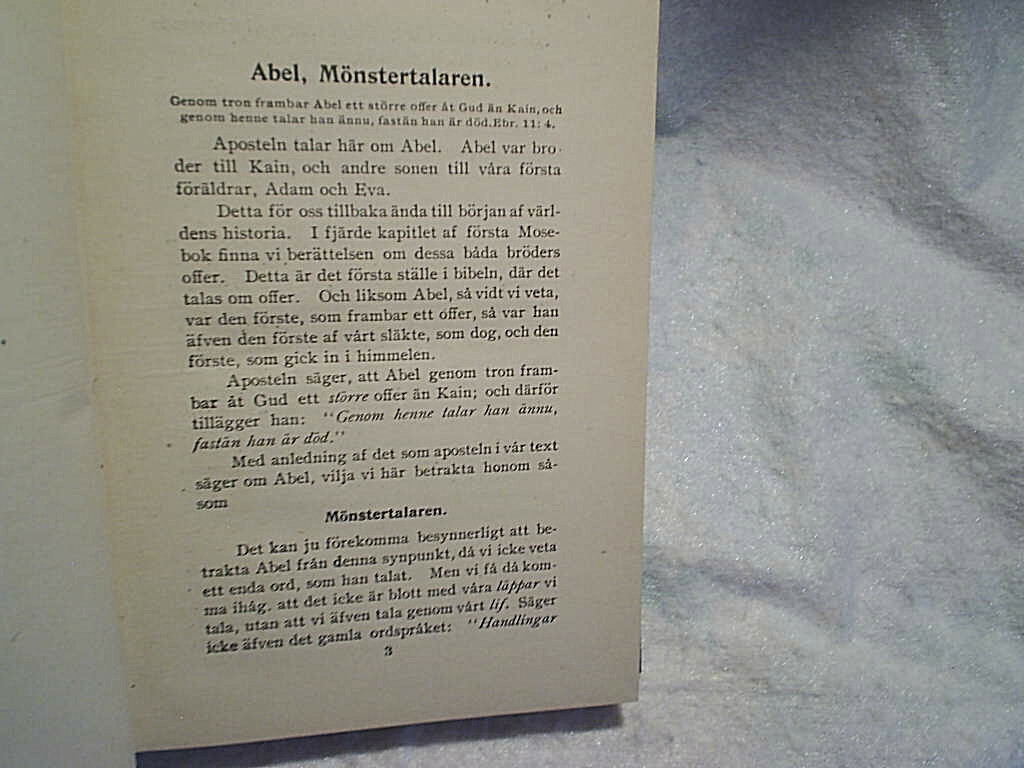 Abel, Mönstertalaren.
Genom tron frambar Abel ett större offer åt Gud än Kain, och
genom henne talar han ännu, fastän han är död. Ebr. 11: 4.
Aposteln talar här om Abel. Abel var bro-
der till Kain, och andre sonen till våra första
föräldrar, Adam och Eva.
Detta för oss tillbaka ända till början af värl-
dens historia. I fjärde kapitlet af första Mose-
bok finna vi berättelsen om dessa båda bröders
offer. Detta är det första ställe i bibeln, där det
talas om offer. Och liksom Abel, så vidt vi veta,
var den förste, som frambar ett offer, så var han
äfven den förste af vårt släkte, som dog, och den
förste, som gick in i himmelen.
Aposteln säger, att Abel genom tron fram-
bar åt Gud ett större offer än Kain; och därför
tillägger han: "Genom henne talar han ännu,
fastän han är död."
Med anledning af det som aposteln i vår text
säger om Abel, vilja vi här betrakta honom så-
som
Mönstertalaren.
Det kan ju förekomma besynnerligt att be-
trakta Abel från denna synpunkt, då vi icke veta
ett enda ord, som han talat. Men vi få då kom-
ma ihåg, att det icke är blott med våra läppar vi
tala, utan att vi äfven tala genom vårt lif. Säger
icke äfven det gamla ordspråket: "Handlingar
3